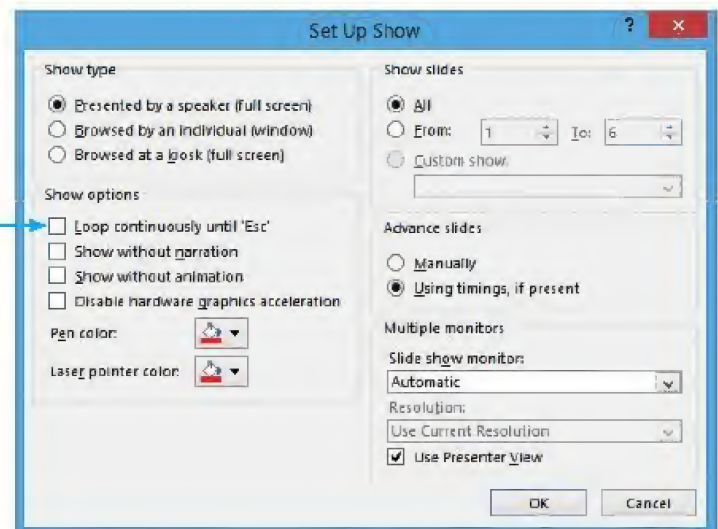 Set Up Show
?
Show type
Presented by a speaker (full screen)
Browsed by an individual (window)
Browsed at a kiosk (full screen)
Show options
Loop continuously until 'Esc'
Show without narration
Show without animation
Disable hardware graphics acceleration
Pen color:
Laser pointer color:
Show slides
All
From: 1 To: 6
Custom show:
Advance slides
Manually
Using timings, if present
Multiple monitors
Slide show monitor:
Automatic
Resolution:
Use Current Resolution
Use Presenter View
OK Cancel